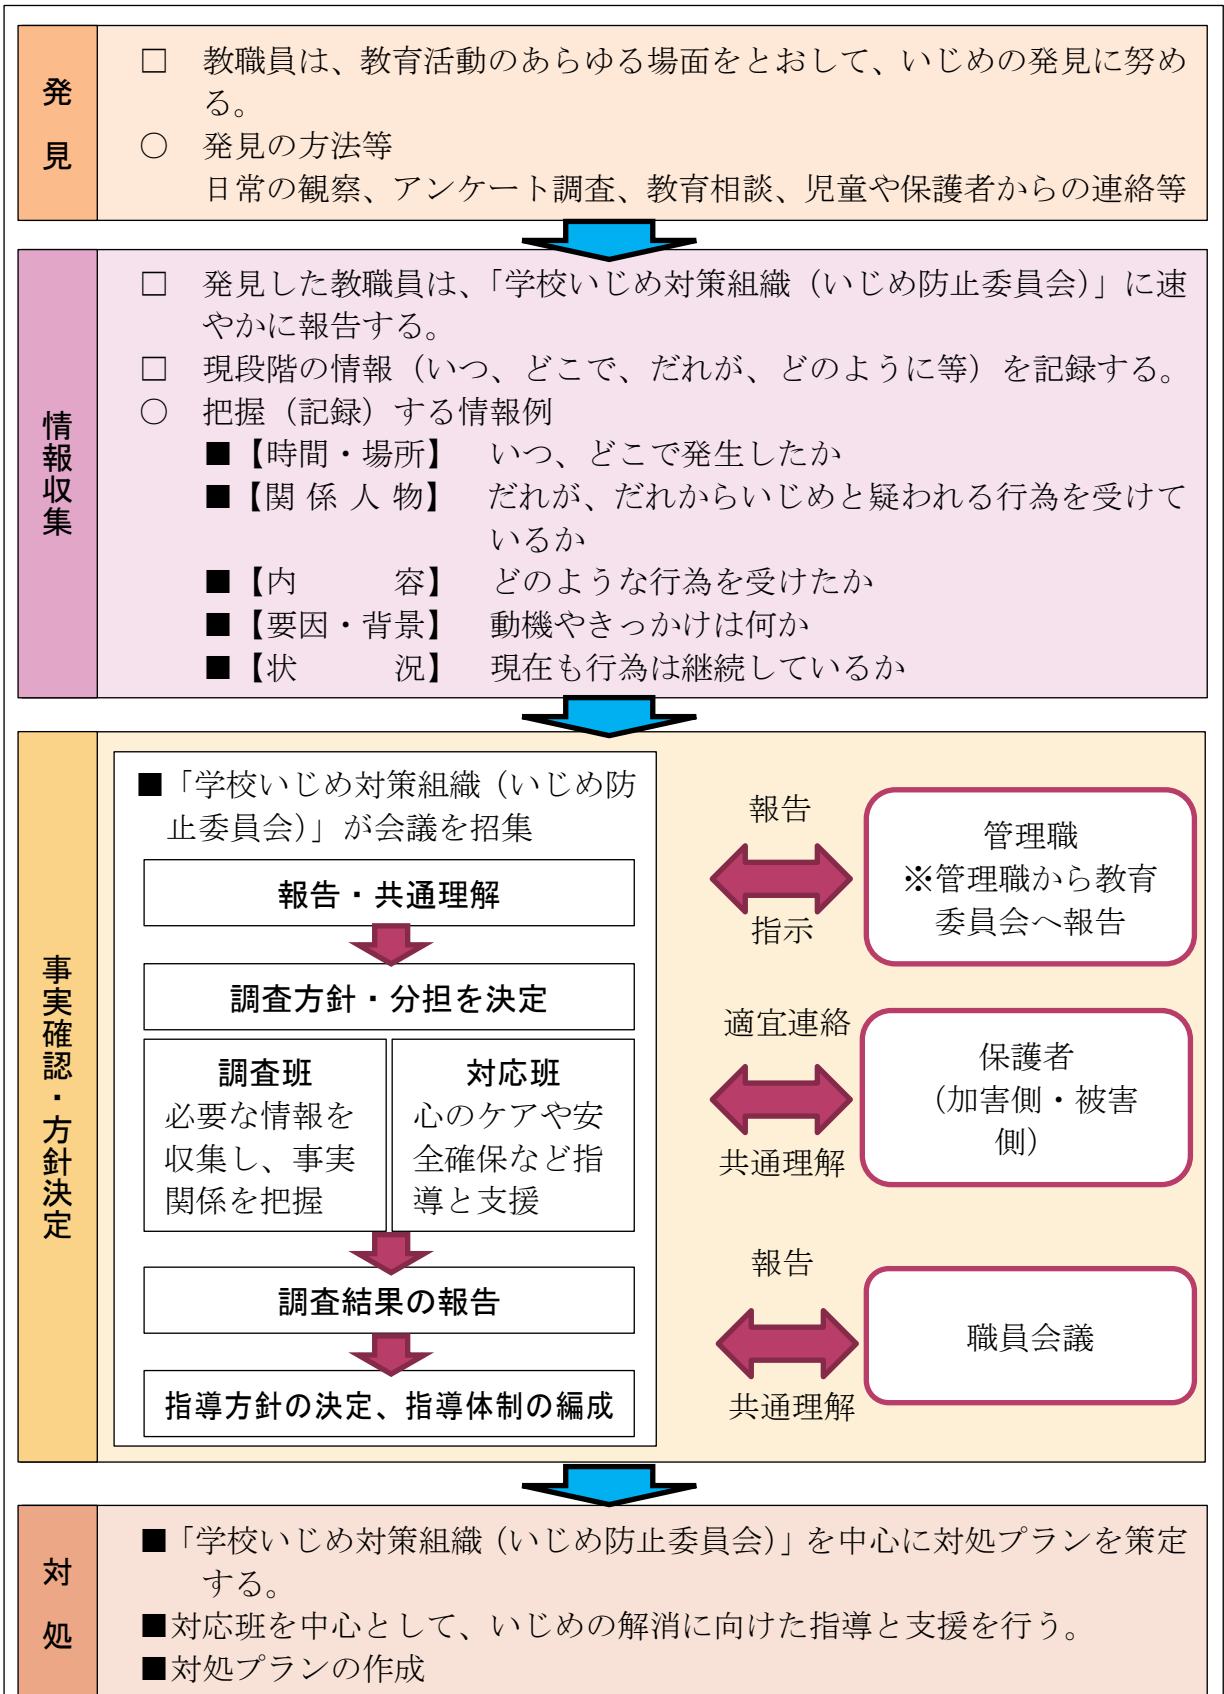 発見
□ 教職員は、教育活動のあらゆる場面をとおして、いじめの発見に努め
る。
○ 発見の方法等
日常の観察、アンケート調査、教育相談、児童や保護者からの連絡等
情報収集
□ 発見した教職員は、「学校いじめ対策組織（いじめ防止委員会）」に速
やかに報告する。
□ 現段階の情報（いつ、どこで、だれが、どのように等）を記録する。
○ 把握（記録）する情報例
■【時間・場所】 いつ、どこで発生したか
■【関係人物】 だれが、だれからいじめと疑われる行為を受けて
いるか
■【内容】 どのような行為を受けたか
■【要因・背景】 動機やきっかけは何か
■【状況】 現在も行為は継続しているか
事実確認・方針決定
■「学校いじめ対策組織（いじめ防
止委員会）」が会議を招集
報告・共通理解
調査方針・分担を決定
調査班
必要な情報を
収集し、事実
関係を把握
対応班
心のケアや安
全確保など指
導と支援
調査結果の報告
指導方針の決定、指導体制の編成
報告
指示
管理職
※管理職から教育
委員会へ報告
適宜連絡
共通理解
保護者
（加害側・被害
側）
報告
共通理解
職員会議
対処
■「学校いじめ対策組織（いじめ防止委員会）」を中心に対処プランを策定
する。
■対応班を中心として、いじめの解消に向けた指導と支援を行う。
■対処プランの作成